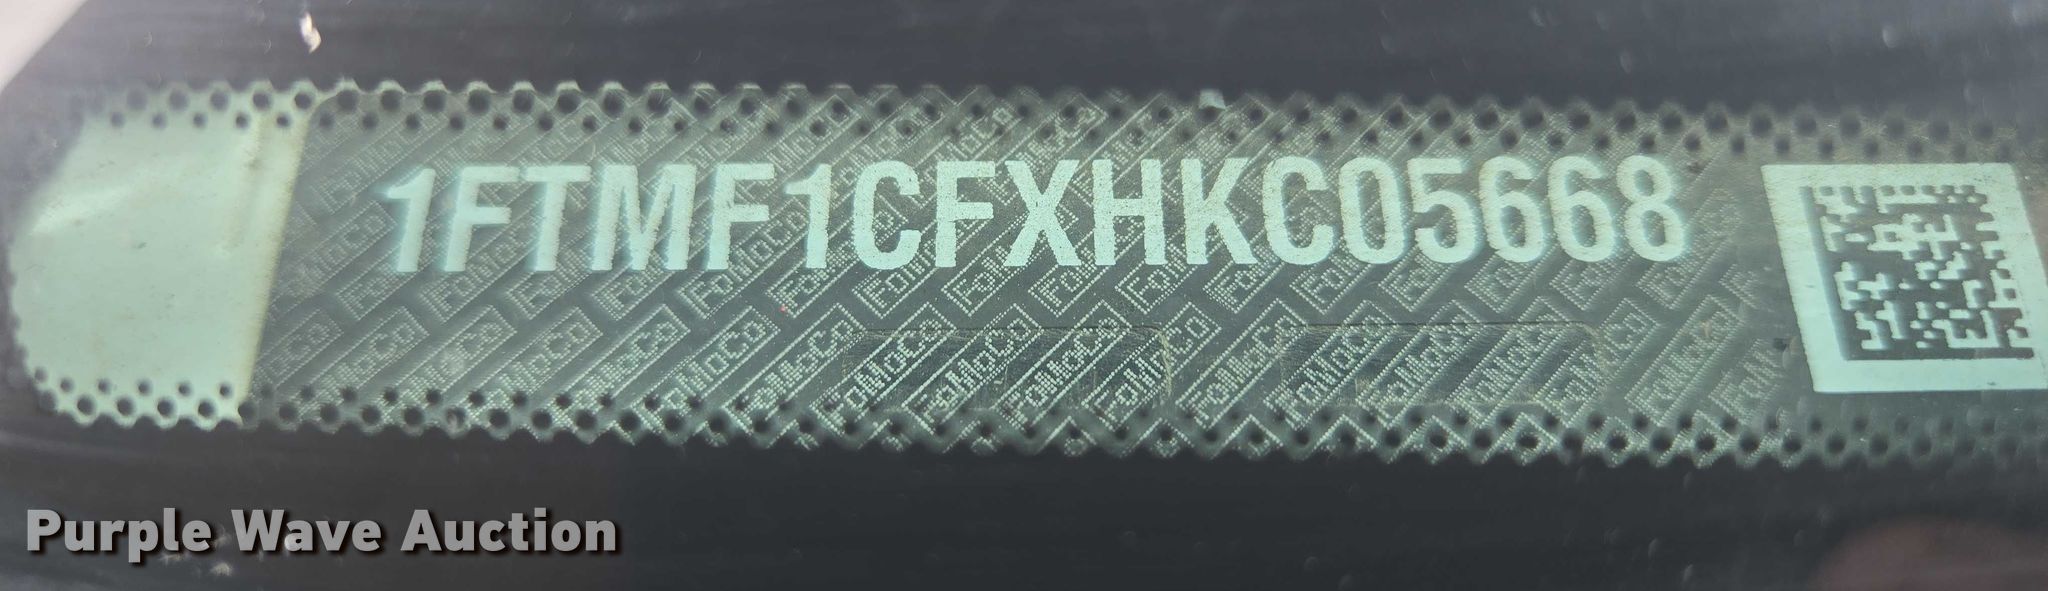 1FTMF1CFXHKC05668
Purple Wave Auction